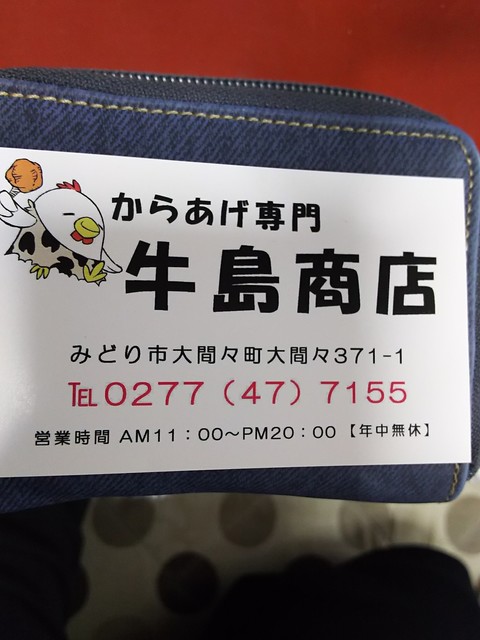 からあげ専門
牛島商店
みどり市大間々町大間々371-1
TEL 0277（47）7155
営業時間 AM11：00〜PM20：00【年中無休】